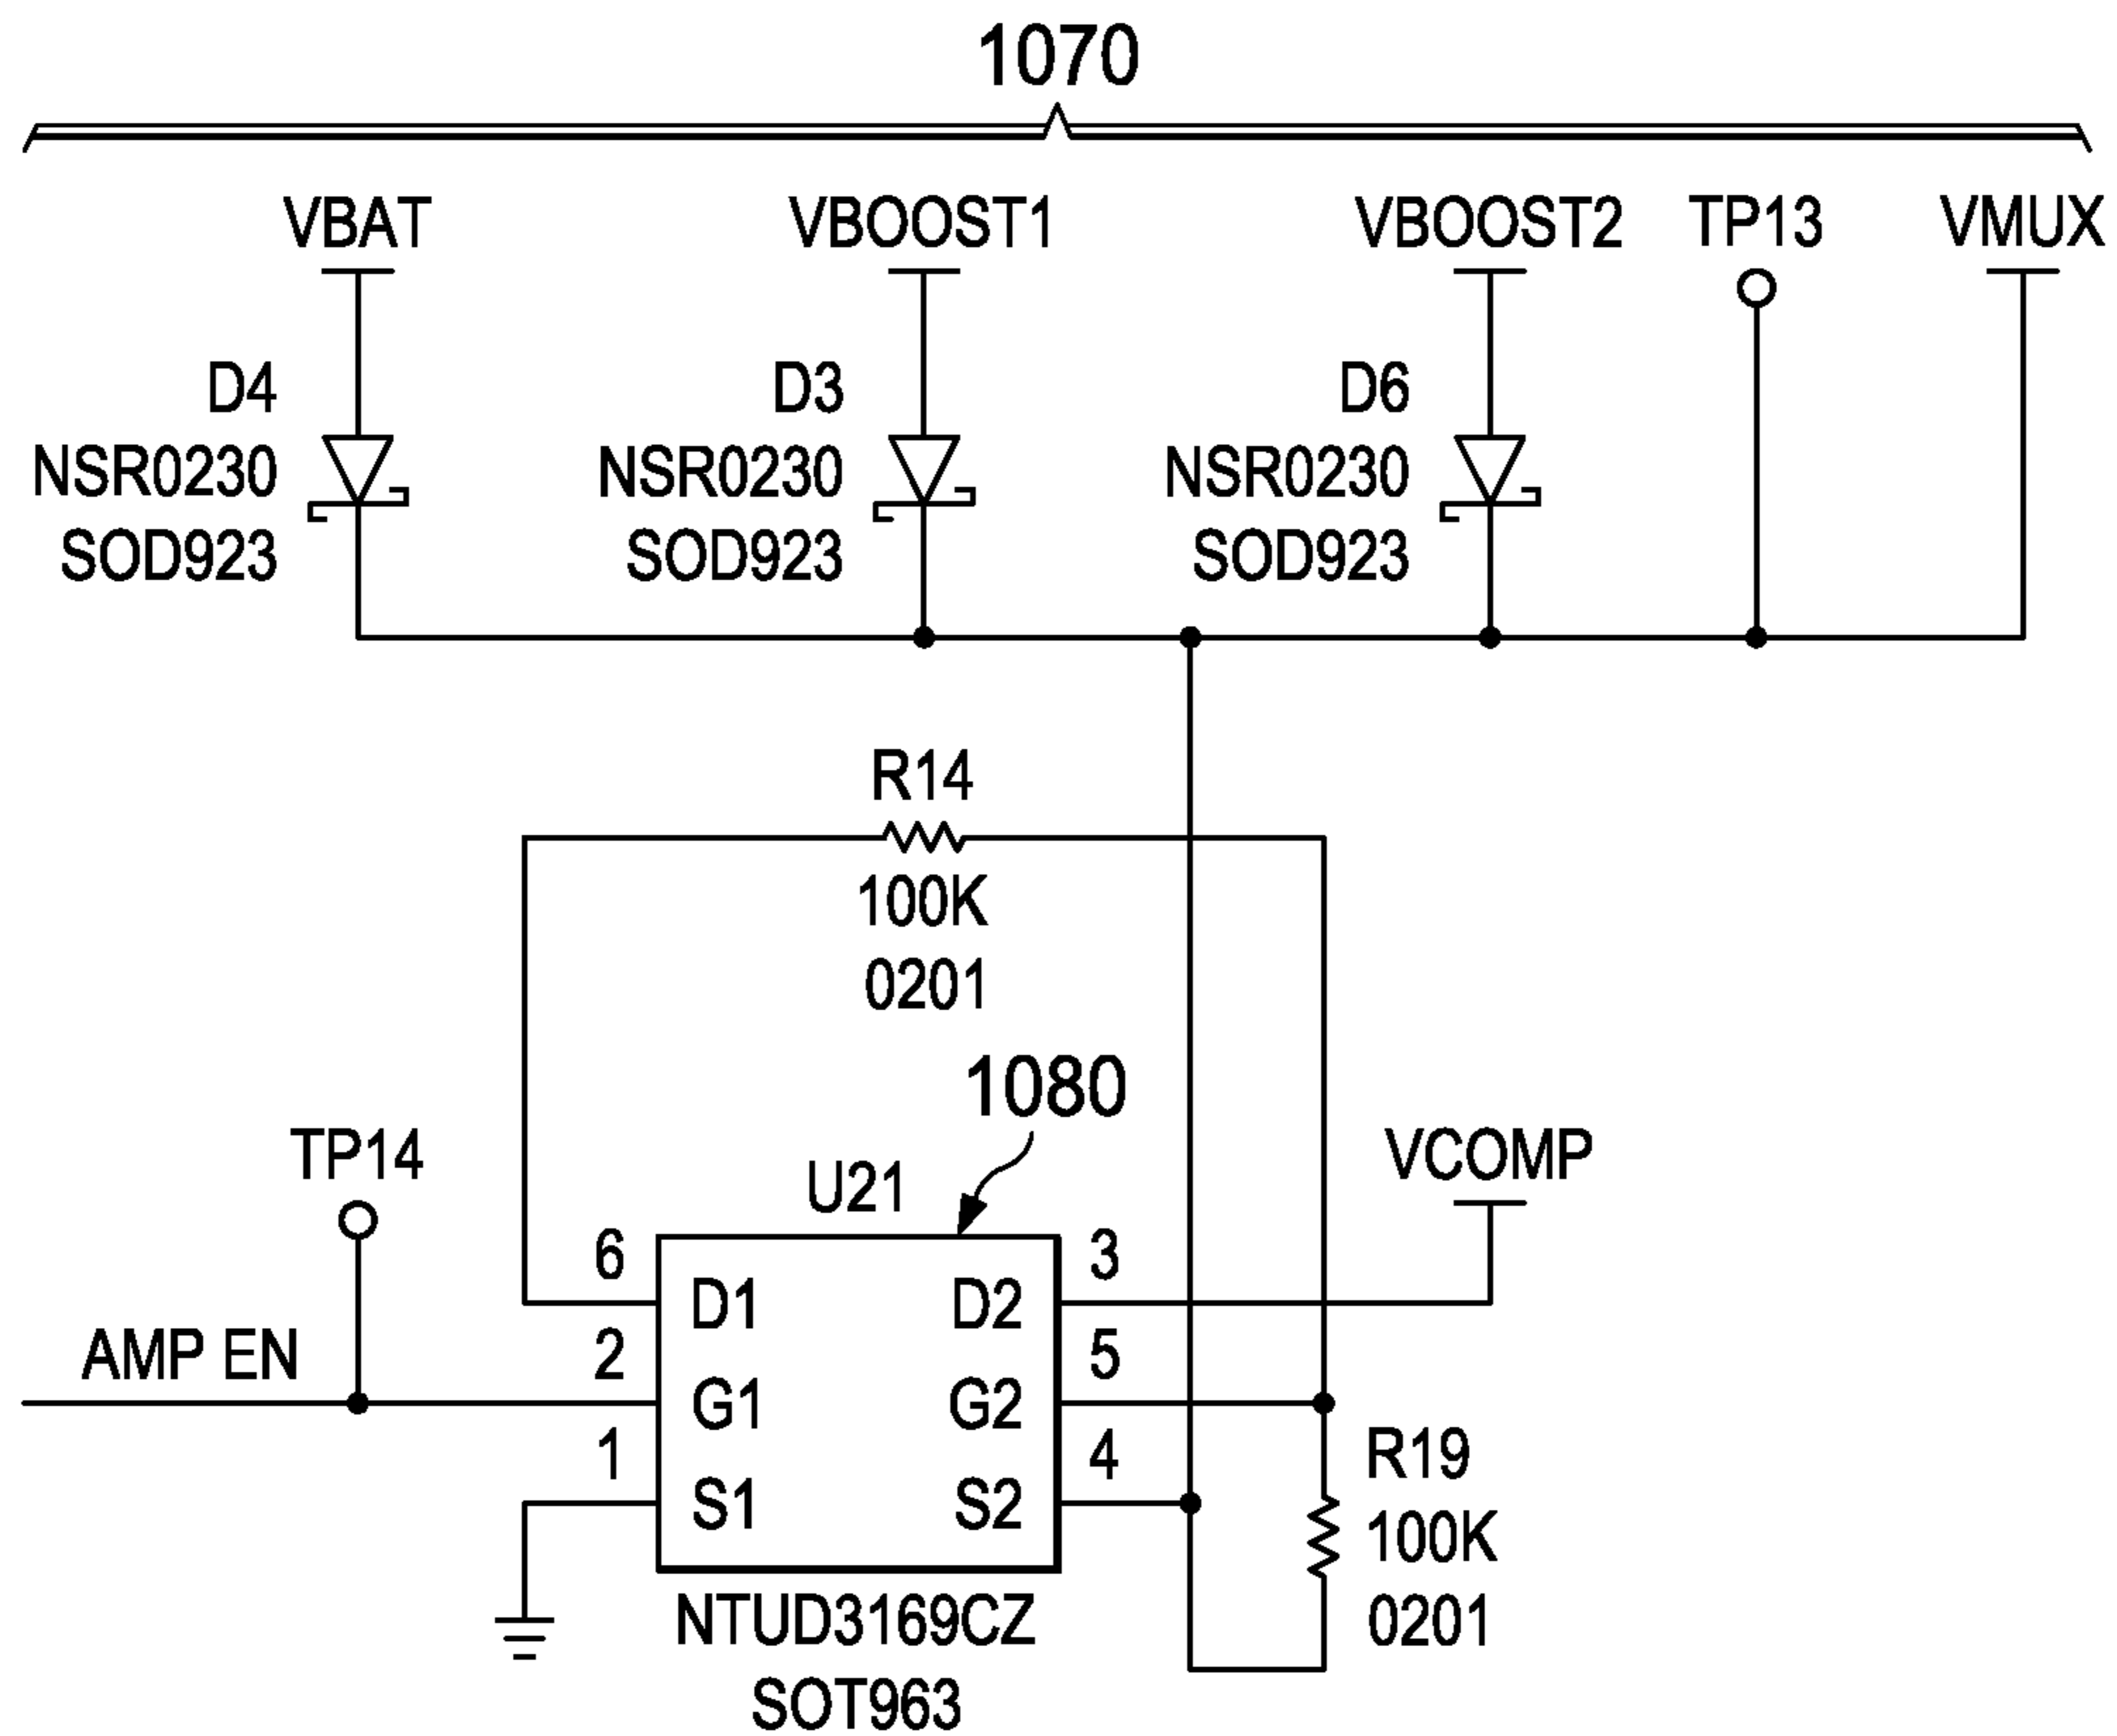 1070
VBAT
VBOOST1
VBOOST2
TP13
VMUX
D4
NSR0230
SOD923
D3
NSR0230
SOD923
D6
NSR0230
SOD923
R14
100K
0201
1080
TP14
U21
VCOMP
6
D1
D2
3
AMP EN
2
G1
G2
5
1
S1
S2
4
R19
100K
0201
NTUD3169CZ
SOT963